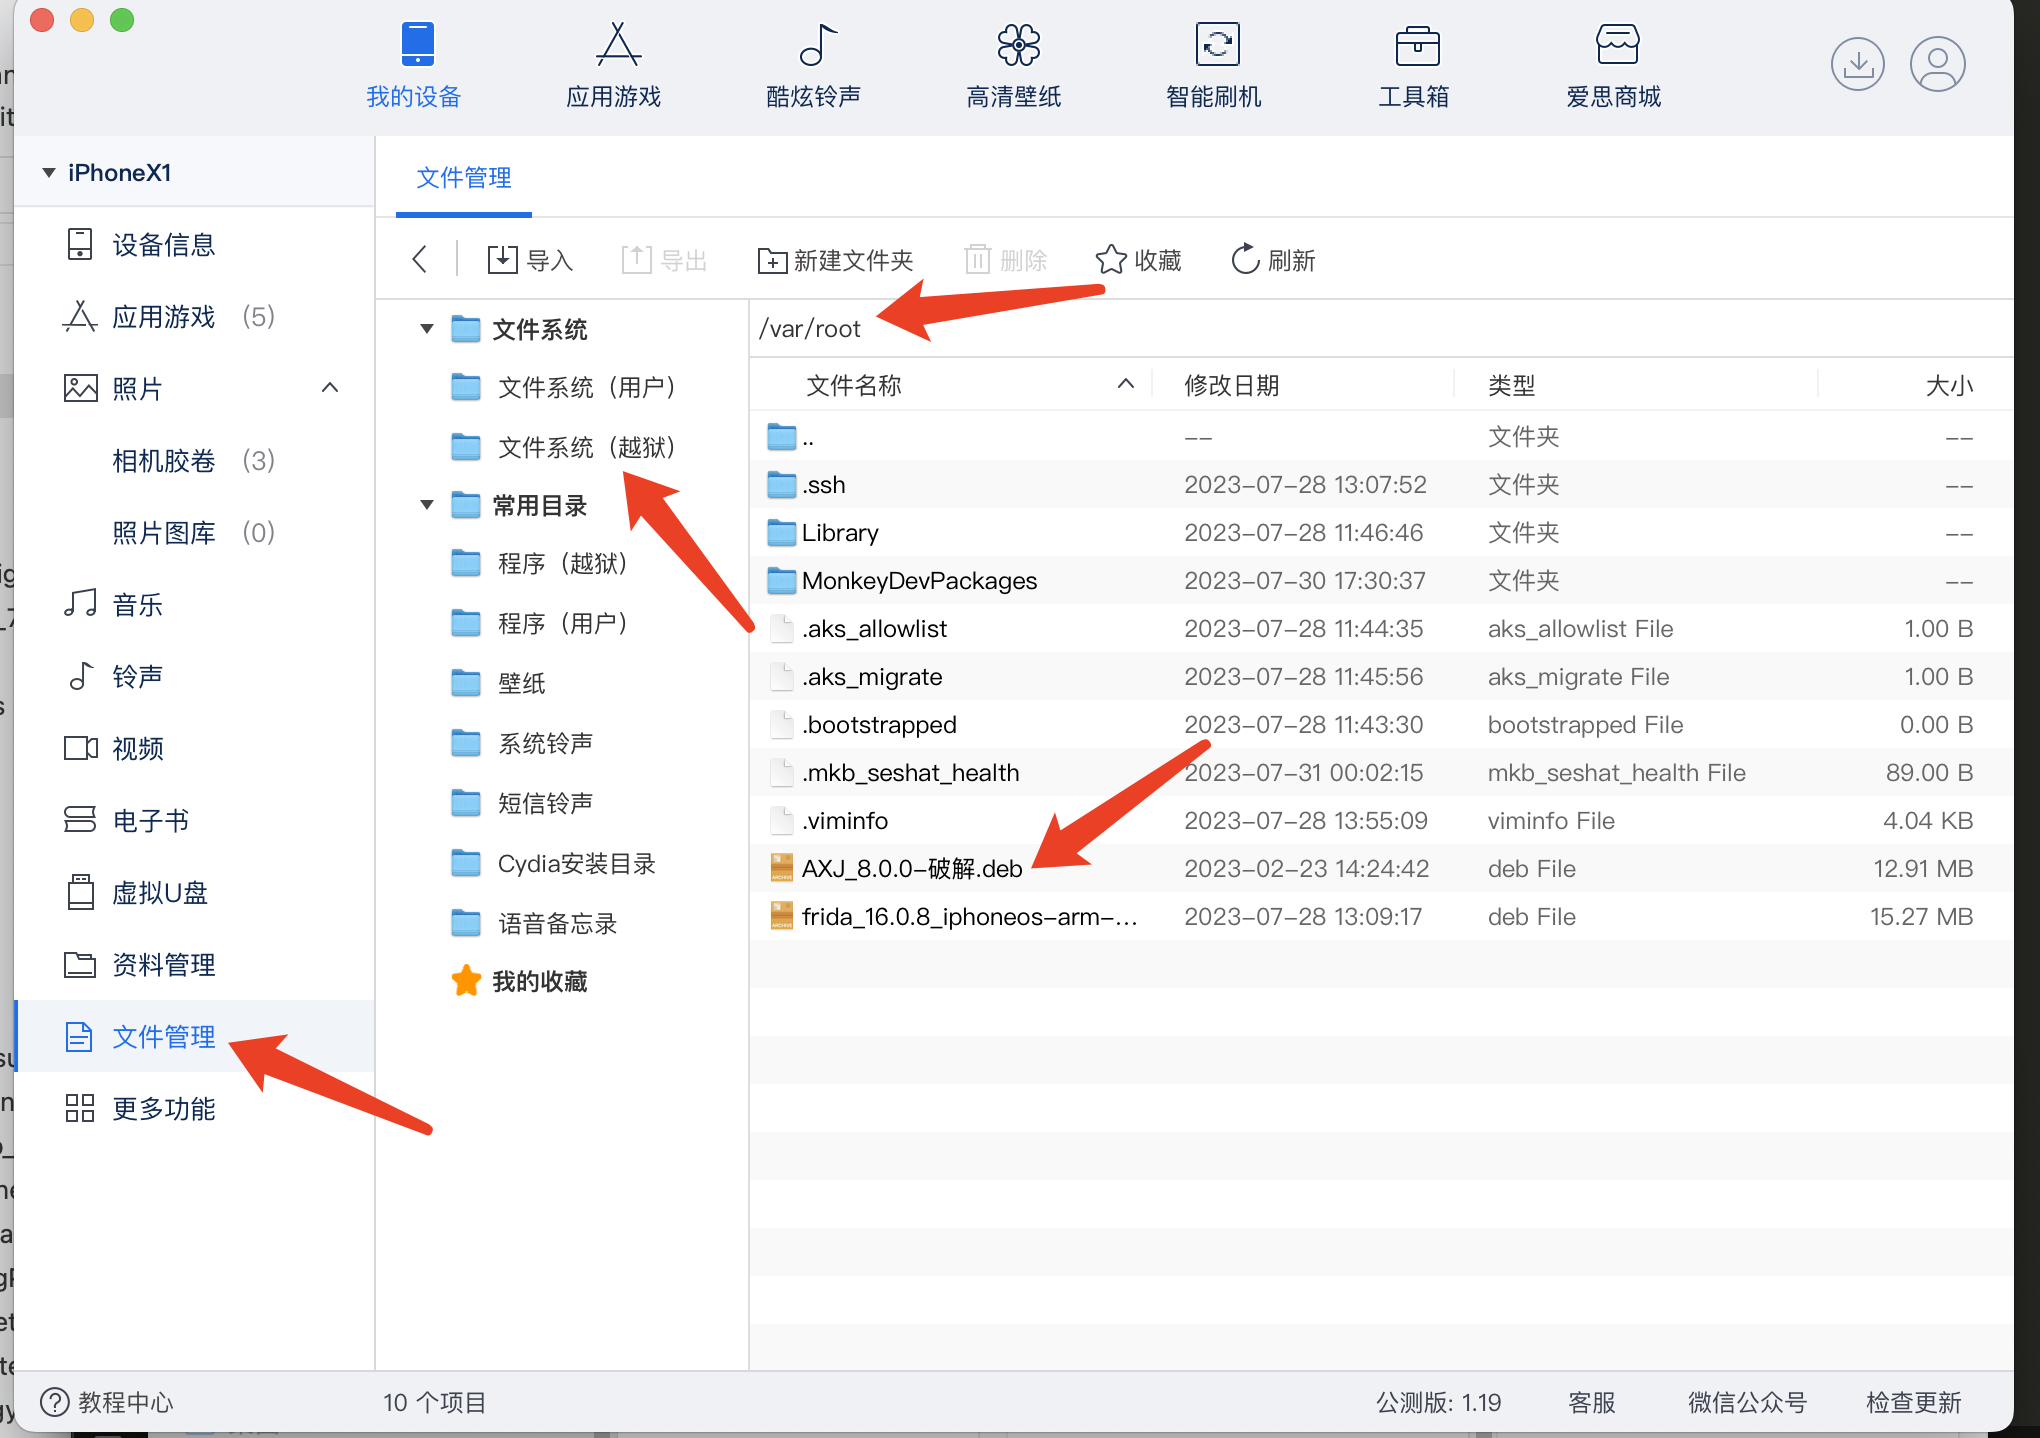 我的设备
应用游戏
酷炫铃声
高清壁纸
智能刷机
工具箱
爱思商城
iPhoneX1
设备信息
应用游戏 (5)
照片
相机胶卷 (3)
照片图库 (0)
音乐
铃声
视频
电子书
虚拟U盘
资料管理
文件管理
更多功能
文件管理
导入
导出
新建文件夹
删除
收藏
刷新
文件系统
文件系统（用户）
文件系统（越狱）
常用目录
程序（越狱）
程序（用户）
壁纸
系统铃声
短信铃声
Cydia安装目录
语音备忘录
我的收藏
/var/root
文件名称 修改日期 类型 大小
.. -- 文件夹 --
.ssh 2023-07-28 13:07:52 文件夹 --
Library 2023-07-28 11:46:46 文件夹 --
MonkeyDevPackages 2023-07-30 17:30:37 文件夹 --
.aks_allowlist 2023-07-28 11:44:35 aks_allowlist File 1.00 B
.aks_migrate 2023-07-28 11:45:56 aks_migrate File 1.00 B
.bootstrapped 2023-07-28 11:43:30 bootstrapped File 0.00 B
.mkb_seshat_health 2023-07-31 00:02:15 mkb_seshat_health File 89.00 B
.viminfo 2023-07-28 13:55:09 viminfo File 4.04 KB
AXJ_8.0.0-破解.deb 2023-02-23 14:24:42 deb File 12.91 MB
frida_16.0.8_iphoneos-arm-... 2023-07-28 13:09:17 deb File 15.27 MB
教程中心
10 个项目
公测版: 1.19
客服
微信公众号
检查更新